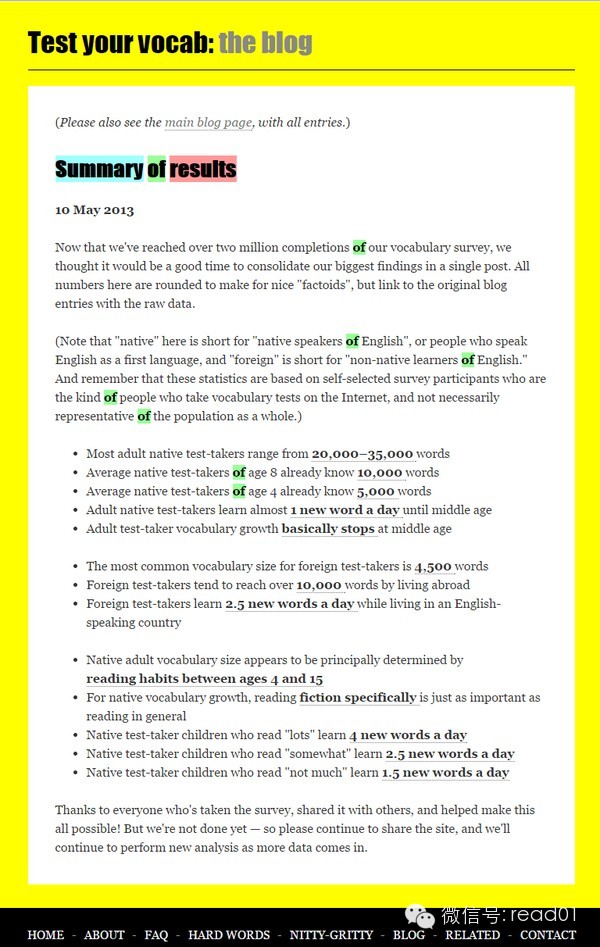 Test your vocab: the blog
(Please also see the main blog page, with all entries.)
Summary of results
10 May 2013
Now that we've reached over two million completions of our vocabulary survey, we
thought it would be a good time to consolidate our biggest findings in a single post. All
numbers here are rounded to make for nice "factoids", but link to the original blog
entries with the raw data.
(Note that "native" here is short for "native speakers of English", or people who speak
English as a first language, and "foreign" is short for "non-native learners of English."
And remember that these statistics are based on self-selected survey participants who are
the kind of people who take vocabulary tests on the Internet, and not necessarily
representative of the population as a whole.)
• Most adult native test-takers range from 20,000–35,000 words
• Average native test-takers of age 8 already know 10,000 words
• Average native test-takers of age 4 already know 5,000 words
• Adult native test-takers learn almost 1 new word a day until middle age
• Adult test-taker vocabulary growth basically stops at middle age
• The most common vocabulary size for foreign test-takers is 4,500 words
• Foreign test-takers tend to reach over 10,000 words by living abroad
• Foreign test-takers learn 2.5 new words a day while living in an English-
speaking country
• Native adult vocabulary size appears to be principally determined by
reading habits between ages 4 and 15
• For native vocabulary growth, reading fiction specifically is just as important as
reading in general
• Native test-taker children who read "lots" learn 4 new words a day
• Native test-taker children who read "somewhat" learn 2.5 new words a day
• Native test-taker children who read "not much" learn 1.5 new words a day
Thanks to everyone who's taken the survey, shared it with others, and helped make this
all possible! But we're not done yet — so please continue to share the site, and we'll
continue to perform new analysis as more data comes in.
微信号: read01
HOME - ABOUT - FAQ - HARD WORDS - NITTY-GRITTY - BLOG - RELATED - CONTACT